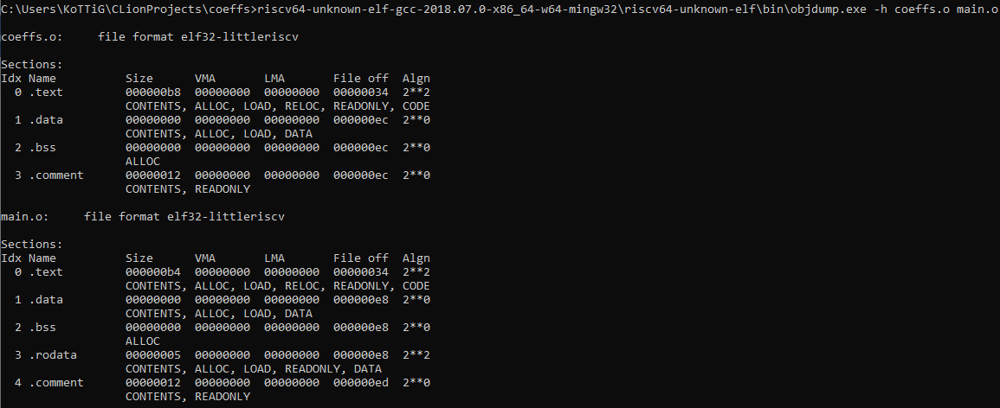 C:\Users\KoTTiG\CLionProjects\coeffs>riscv64-unknown-elf-gcc-2018.07.0-x86_64-w64-mingw32\riscv64-unknown-elf\bin\objdump.exe -h coeffs.o main.o
coeffs.o:     file format elf32-littleriscv
Sections:
Idx Name          Size      VMA       LMA       File off  Algn
  0 .text         000000b8  00000000  00000000  00000034  2**2
                  CONTENTS, ALLOC, LOAD, RELOC, READONLY, CODE
  1 .data         00000000  00000000  00000000  000000ec  2**0
                  CONTENTS, ALLOC, LOAD, DATA
  2 .bss          00000000  00000000  00000000  000000ec  2**0
                  ALLOC
  3 .comment      00000012  00000000  00000000  000000ec  2**0
                  CONTENTS, READONLY
main.o:     file format elf32-littleriscv
Sections:
Idx Name          Size      VMA       LMA       File off  Algn
  0 .text         000000b4  00000000  00000000  00000034  2**2
                  CONTENTS, ALLOC, LOAD, RELOC, READONLY, CODE
  1 .data         00000000  00000000  00000000  000000e8  2**0
                  CONTENTS, ALLOC, LOAD, DATA
  2 .bss          00000000  00000000  00000000  000000e8  2**0
                  ALLOC
  3 .rodata       00000005  00000000  00000000  000000e8  2**2
                  CONTENTS, ALLOC, LOAD, READONLY, DATA
  4 .comment      00000012  00000000  00000000  000000ed  2**0
                  CONTENTS, READONLY